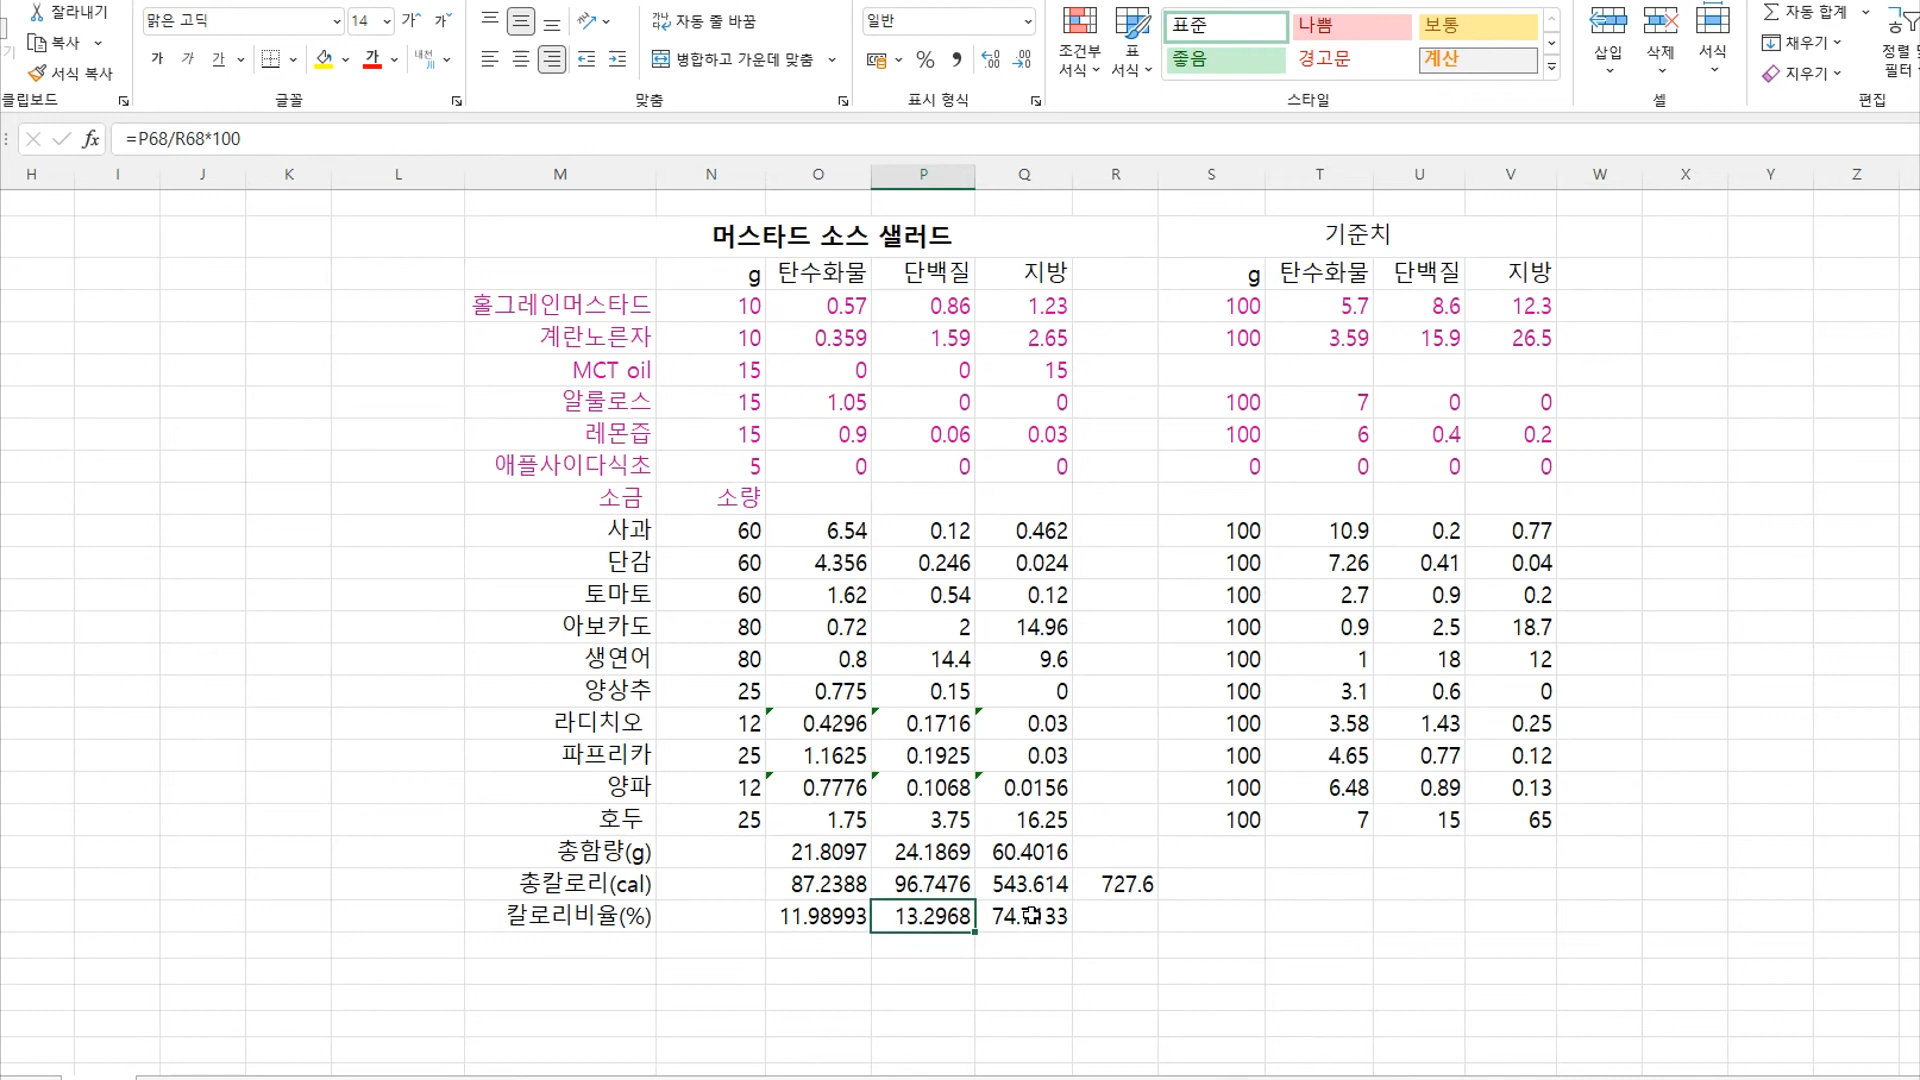 잘라내기
복사
서식 복사
클립보드
맑은 고딕 14 가 가
가 가 가 가 내천
글꼴
가나다 자동 줄 바꿈
병합하고 가운데 맞춤
맞춤
일반
% , .00
표시 형식
조건부 서식
표 서식
표준 나쁨 보통
좋음 경고문 계산
스타일
삽입 삭제 서식
셀
∑ 자동 합계
채우기
지우기
정렬
필터
편집
fx =P68/R68*100
H I J K L M N O P Q R S T U V W X Y Z
머스타드 소스 샐러드 기준치
g 탄수화물 단백질 지방 g 탄수화물 단백질 지방
홀그레인머스타드 10 0.57 0.86 1.23 100 5.7 8.6 12.3
계란노른자 10 0.359 1.59 2.65 100 3.59 15.9 26.5
MCT oil 15 0 0 15
알룰로스 15 1.05 0 0 100 7 0 0
레몬즙 15 0.9 0.06 0.03 100 6 0.4 0.2
애플사이다식초 5 0 0 0 0 0 0 0
소금 소량
사과 60 6.54 0.12 0.462 100 10.9 0.2 0.77
단감 60 4.356 0.246 0.024 100 7.26 0.41 0.04
토마토 60 1.62 0.54 0.12 100 2.7 0.9 0.2
아보카도 80 0.72 2 14.96 100 0.9 2.5 18.7
생연어 80 0.8 14.4 9.6 100 1 18 12
양상추 25 0.775 0.15 0 100 3.1 0.6 0
라디치오 12 0.4296 0.1716 0.03 100 3.58 1.43 0.25
파프리카 25 1.1625 0.1925 0.03 100 4.65 0.77 0.12
양파 12 0.7776 0.1068 0.0156 100 6.48 0.89 0.13
호두 25 1.75 3.75 16.25 100 7 15 65
총함량(g) 21.8097 24.1869 60.4016
총칼로리(cal) 87.2388 96.7476 543.614 727.6
칼로리비율(%) 11.98993 13.2968